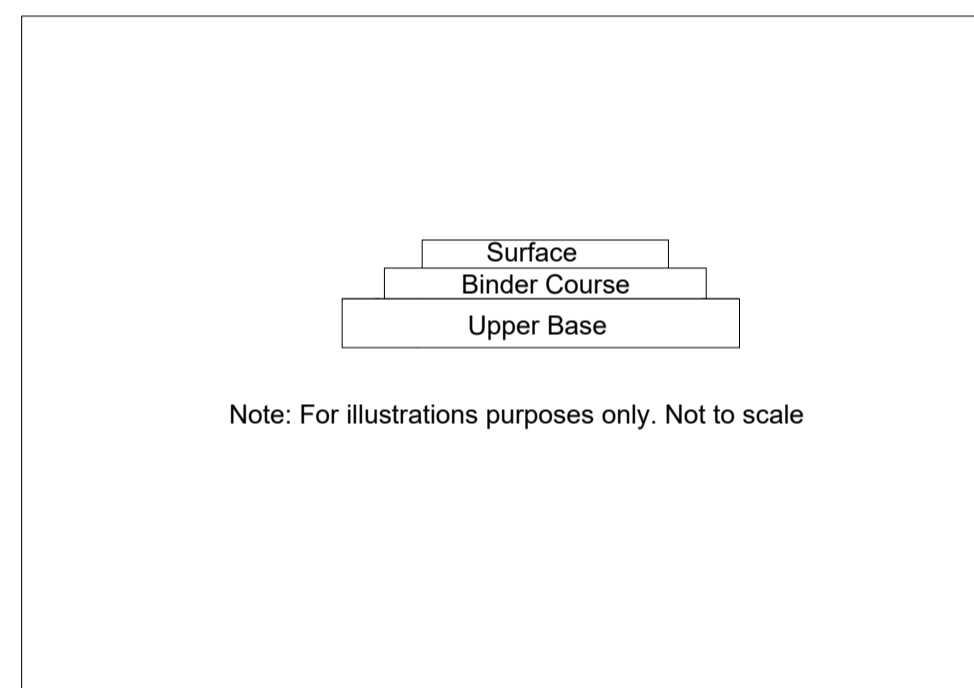 Surface
Binder Course
Upper Base
Note: For illustrations purposes only. Not to scale